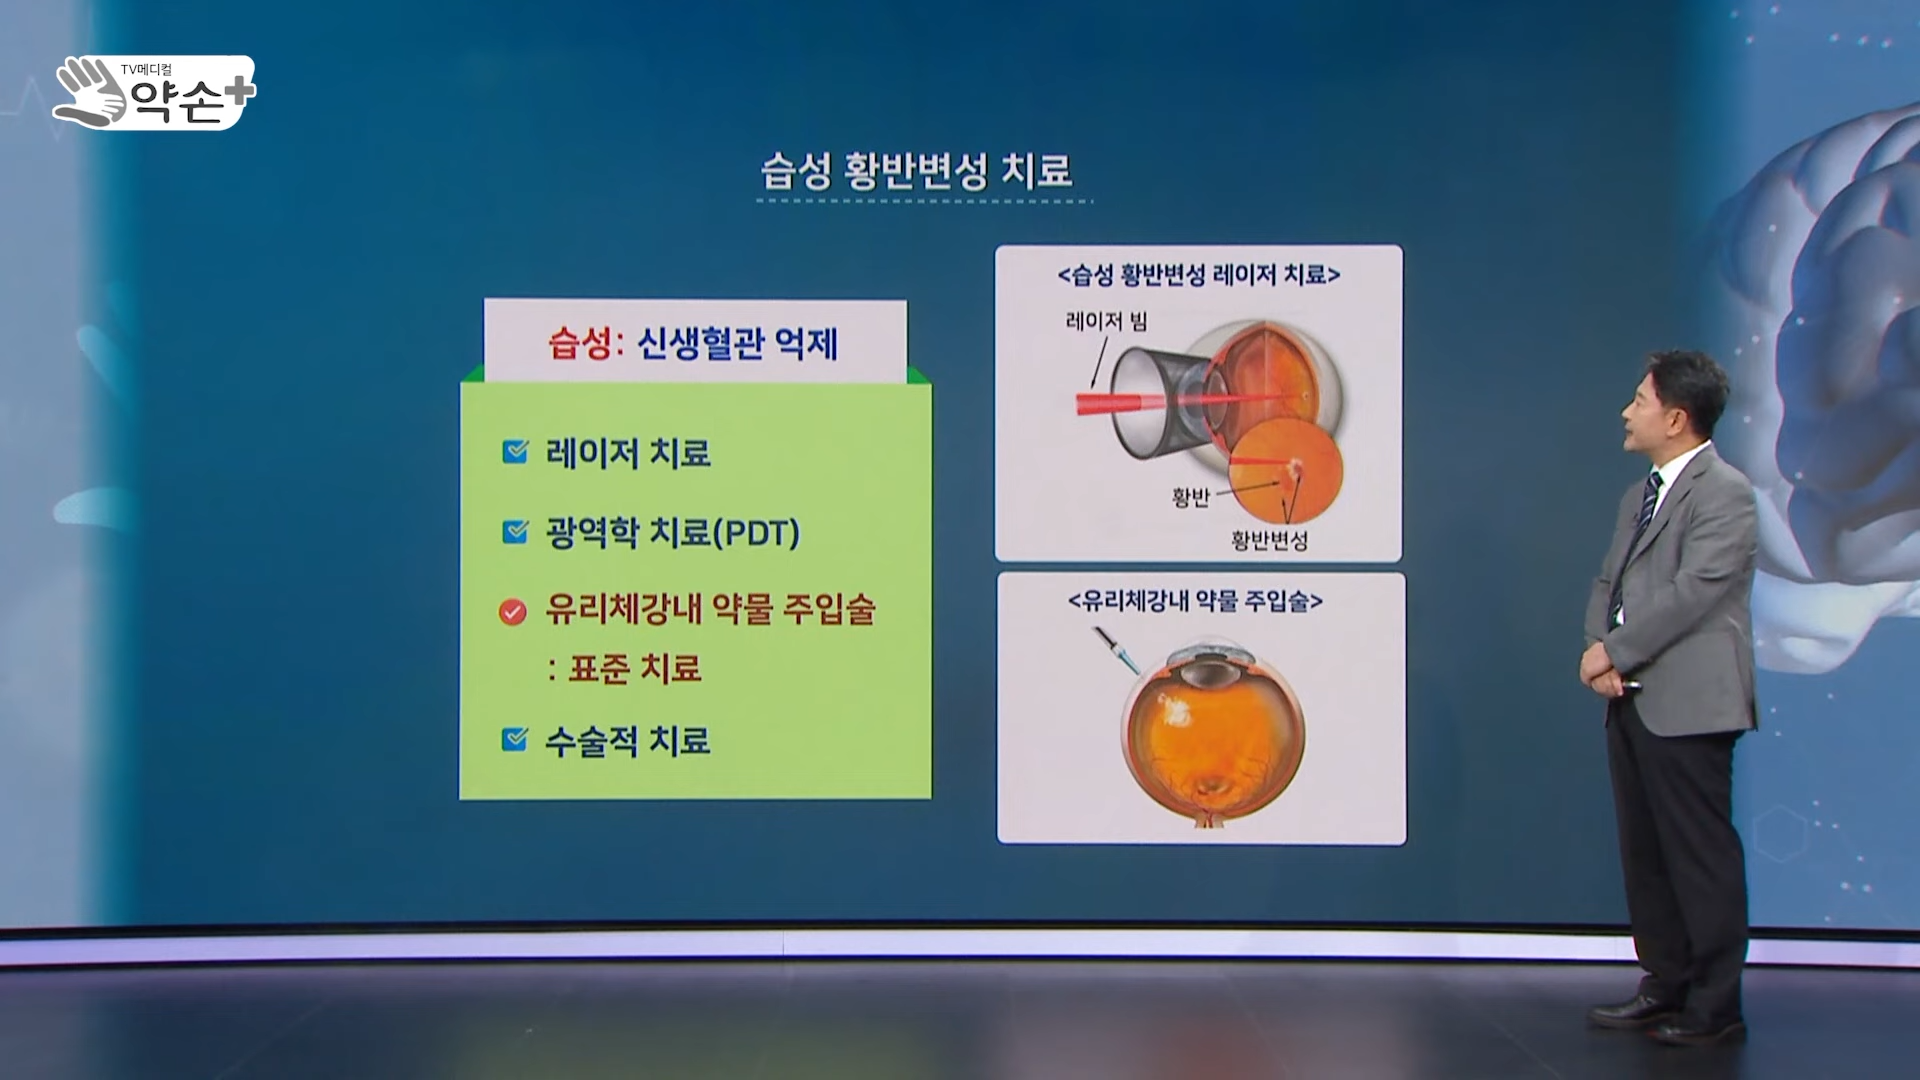 TV메디컬
약손+
습성 황반변성 치료
습성: 신생혈관 억제
레이저 치료
광역학 치료(PDT)
유리체강내 약물 주입술
: 표준 치료
수술적 치료
<습성 황반변성 레이저 치료>
레이저 빔
황반
황반변성
<유리체강내 약물 주입술>